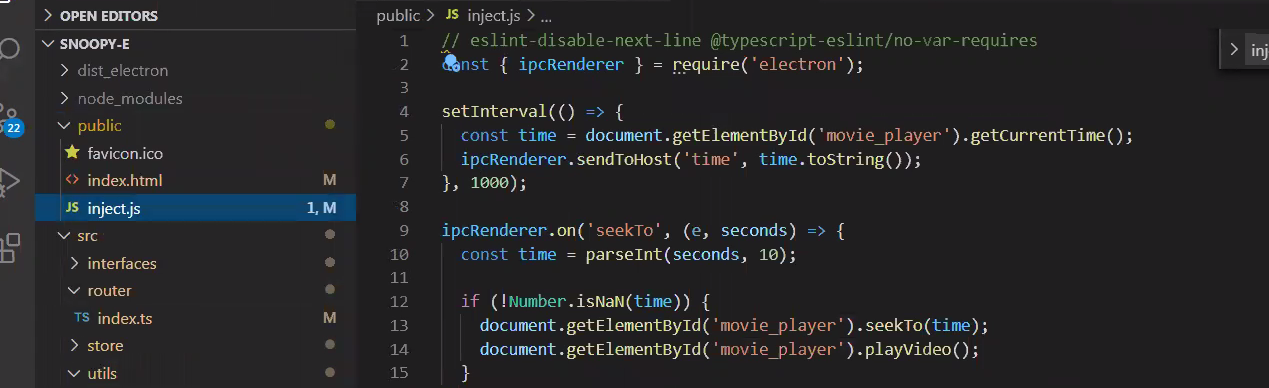 OPEN EDITORS
SNOOPY-E
dist_electron
node_modules
public
favicon.ico
index.html M
JS inject.js 1, M
src
interfaces
router
TS index.ts M
store
utils
22
public > JS inject.js > ...
inj
1 // eslint-disable-next-line @typescript-eslint/no-var-requires
2 const { ipcRenderer } = require('electron');
3
4 setInterval(() => {
5 const time = document.getElementById('movie_player').getCurrentTime();
6 ipcRenderer.sendToHost('time', time.toString());
7 }, 1000);
8
9 ipcRenderer.on('seekTo', (e, seconds) => {
10 const time = parseInt(seconds, 10);
11
12 if (!Number.isNaN(time)) {
13 document.getElementById('movie_player').seekTo(time);
14 document.getElementById('movie_player').playVideo();
15 }